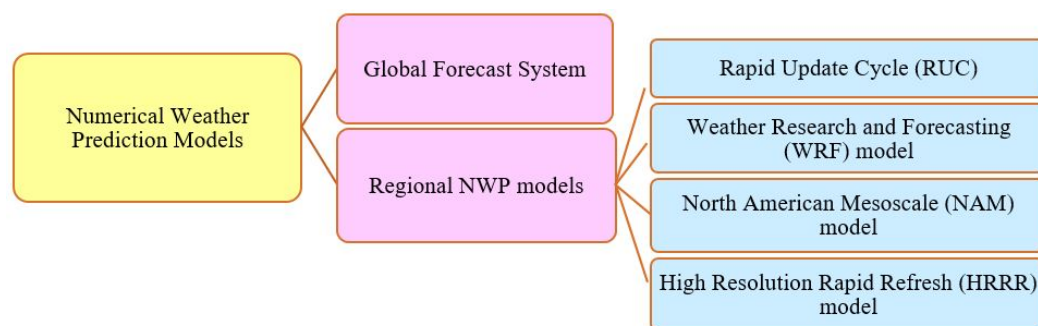 Numerical Weather
Prediction Models
Global Forecast System
Regional NWP models
Rapid Update Cycle (RUC)
Weather Research and Forecasting
(WRF) model
North American Mesoscale (NAM)
model
High Resolution Rapid Refresh (HRRR)
model